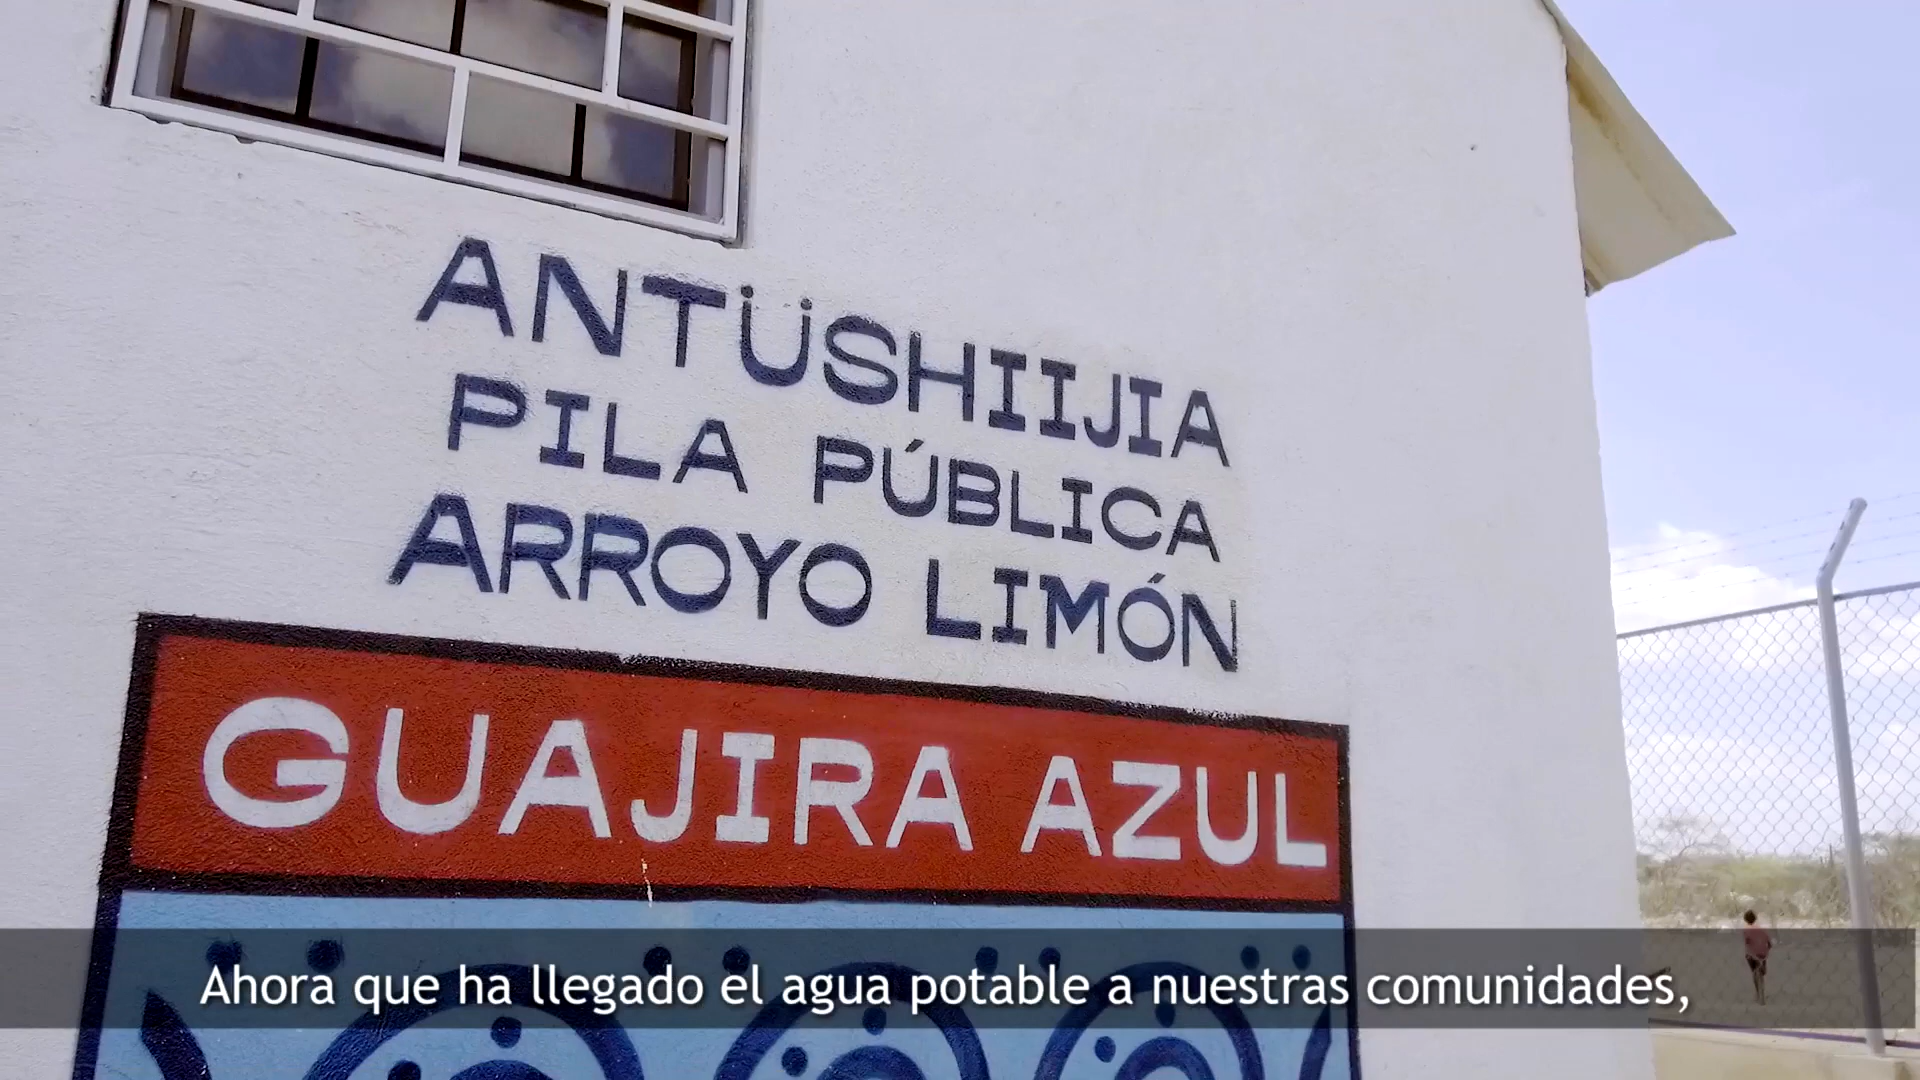 ANTÜSHIIJIA
PILA PÚBLICA
ARROYO LIMÓN
GUAJIRA AZUL
Ahora que ha llegado el agua potable a nuestras comunidades,